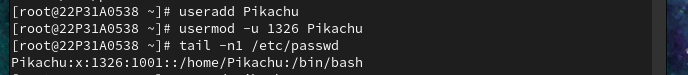 [root@22P31A0538 ~]# useradd Pikachu
[root@22P31A0538 ~]# usermod -u 1326 Pikachu
[root@22P31A0538 ~]# tail -n1 /etc/passwd
Pikachu:x:1326:1001::/home/Pikachu:/bin/bash